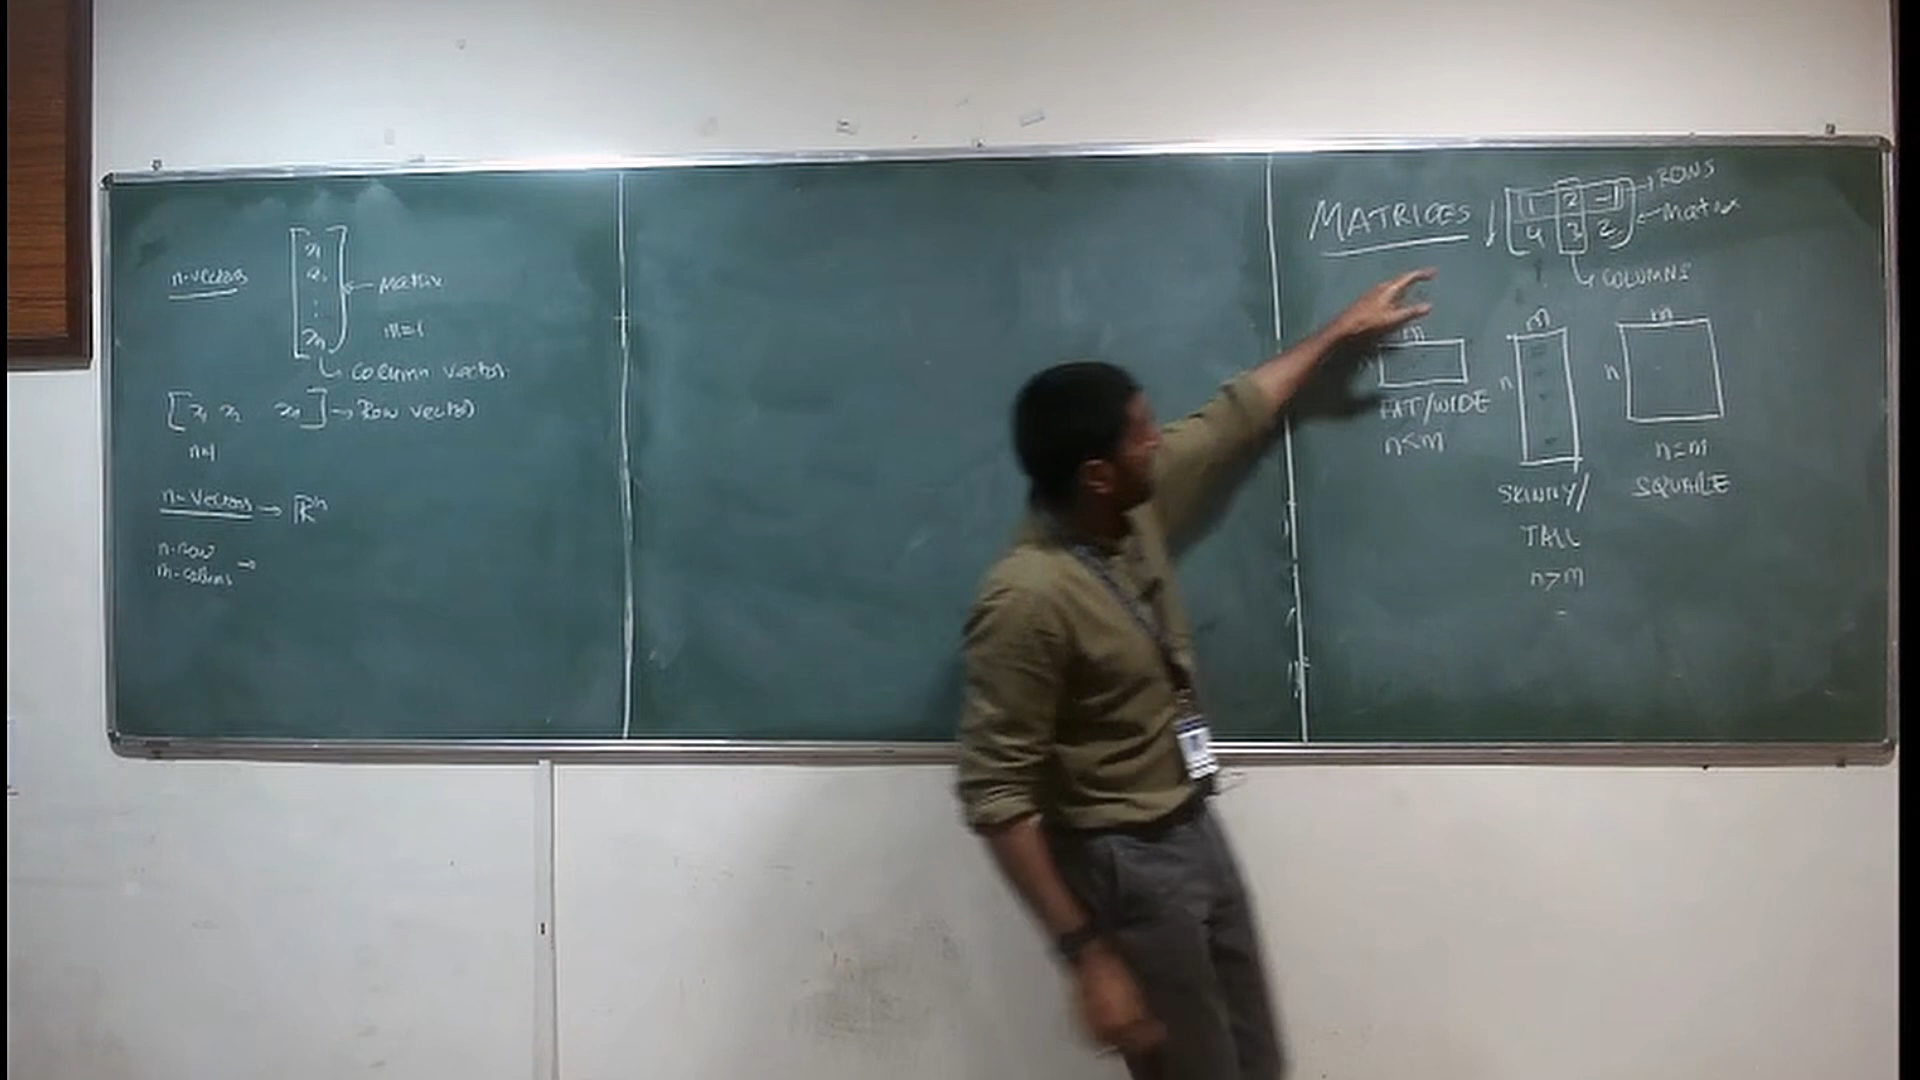 n-vectors
x₁
x₂
⋮
xₙ
← Matrix
m=1
↳ Column vector
[x₁ x₂ xₙ] → Row vector
n=1
n-Vectors → ℝⁿ
n-row
m-columns →
MATRICES
1 2 -1
4 3 2
→ ROWS
← Matrix
↳ COLUMNS
m
n
FAT/WIDE
n<m
m
n
SKINNY/
TALL
n>m
m
n
n=m
SQUARE